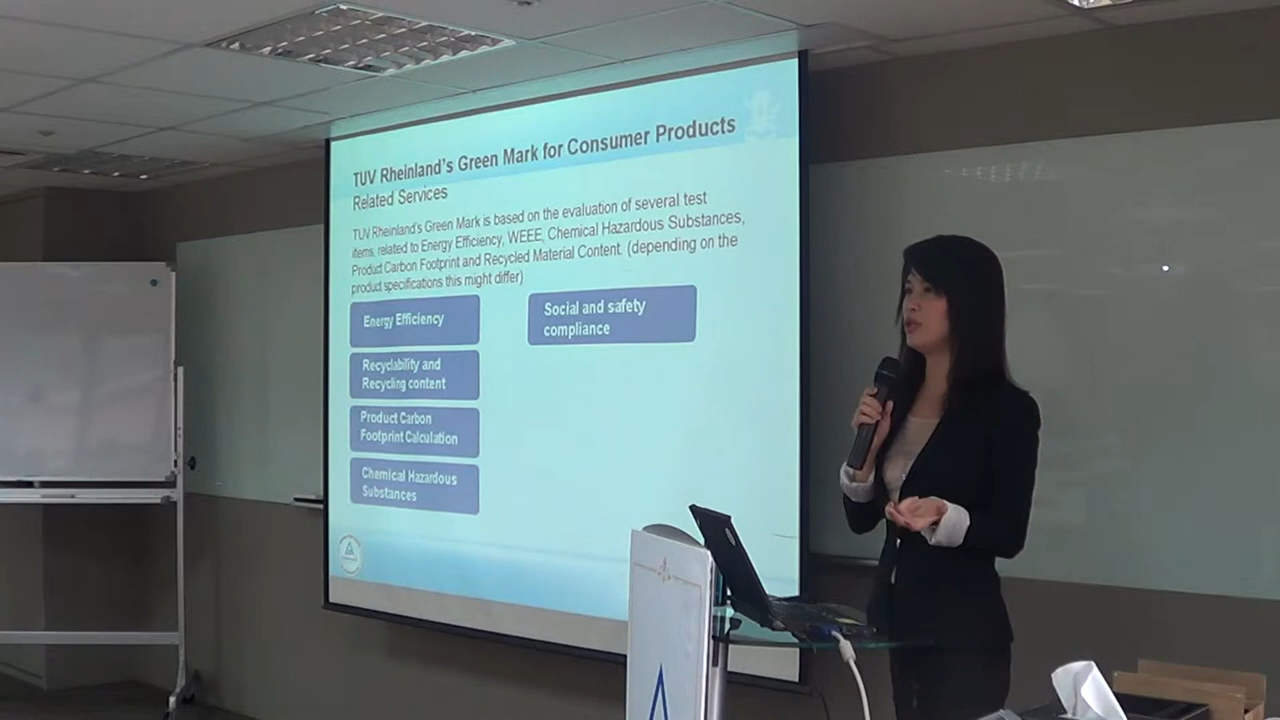 TUV Rheinland's Green Mark for Consumer Products
Related Services
TUV Rheinland's Green Mark is based on the evaluation of several test
items, related to Energy Efficiency, WEEE, Chemical Hazardous Substances,
Product Carbon Footprint and Recycled Material Content. (depending on the
product specifications this might differ)
Energy Efficiency
Social and safety
compliance
Recyclability and
Recycling content
Product Carbon
Footprint Calculation
Chemical Hazardous
Substances